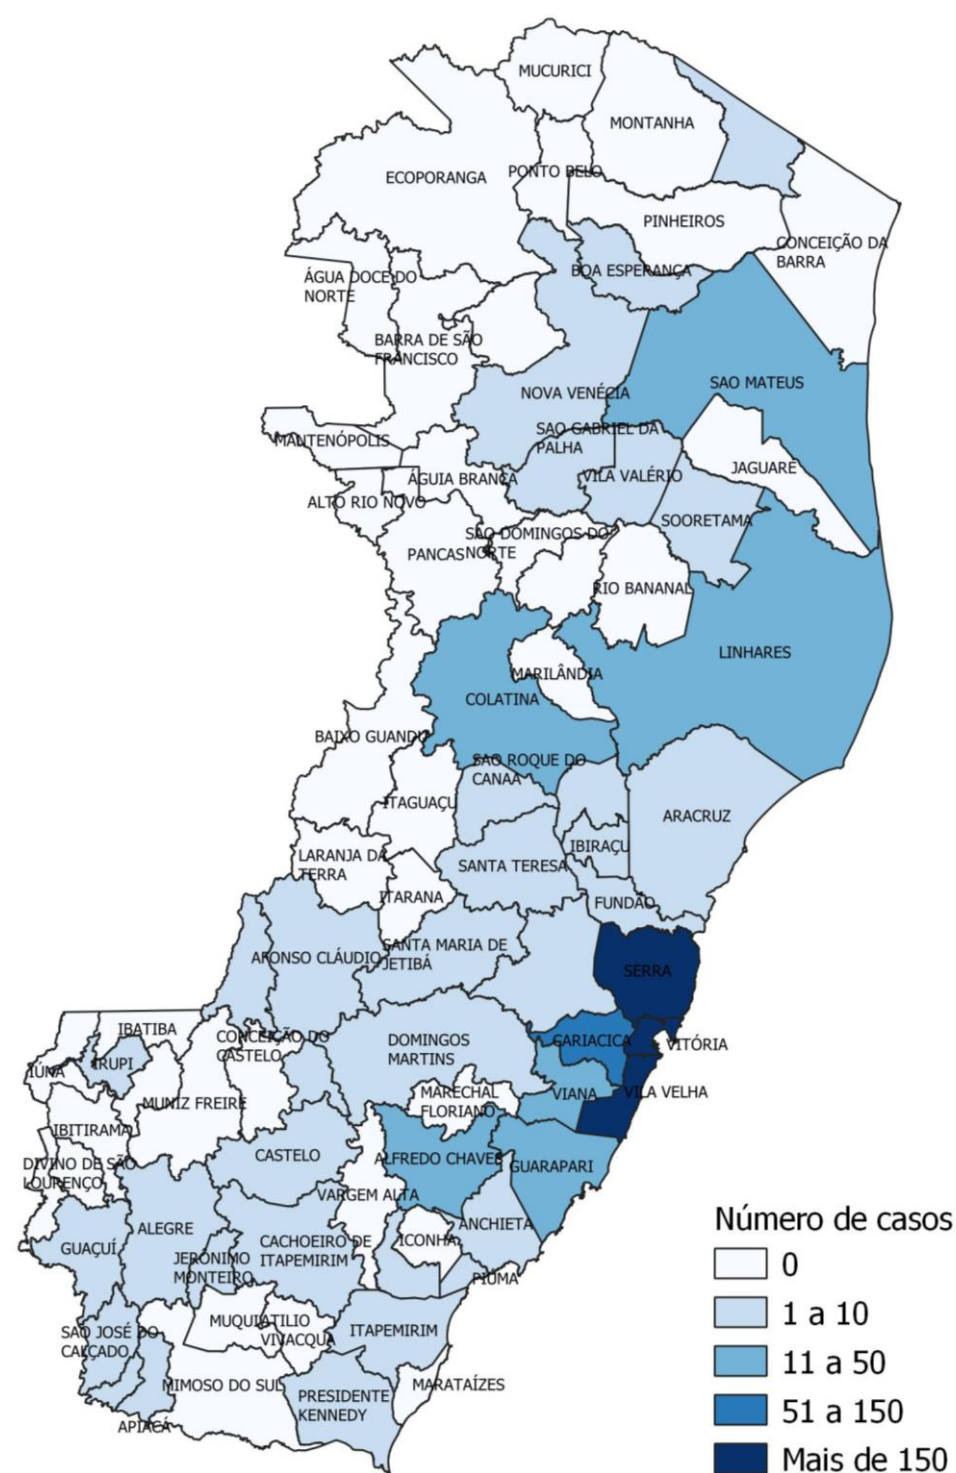 MUCURICI
MONTANHA
ECOPORANGA
PONTO BELO
PINHEIROS
CONCEIÇÃO DA
BARRA
BOA ESPERANÇA
ÁGUA DOCE DO
NORTE
BARRA DE SÃO
FRANCISCO
SAO MATEUS
NOVA VENÉCIA
SAO GABRIEL DA
PALHA
MANTENÓPOLIS
JAGUARE
VILA VALÉRIO
ÁGUIA BRANCA
ALTO RIO NOVO
SOORETAMA
SAO DOMINGOS DO
NORTE
PANCAS
RIO BANANAL
LINHARES
MARILÂNDIA
COLATINA
BAIXO GUANDU
SAO ROQUE DO
CANAA
ITAGUAÇU
ARACRUZ
IBIRAÇU
LARANJA DA
TERRA
SANTA TERESA
ITARANA
FUNDÃO
SANTA MARIA DE
JETIBÁ
AFONSO CLÁUDIO
SERRA
IBATIBA
CONCEIÇÃO DO
CASTELO
DOMINGOS
MARTINS
CARIACICA
VITÓRIA
IRUPI
IÚNA
MARECHAL
FLORIANO
VIANA
VILA VELHA
MUNIZ FREIRE
IBITIRAMA
CASTELO
ALFREDO CHAVES
GUARAPARI
DIVINO DE SÃO
LOURENÇO
VARGEM ALTA
ALEGRE
ANCHIETA
GUAÇUÍ
CACHOEIRO DE
ITAPEMIRIM
ICONHA
JERÔNIMO
MONTEIRO
PIÚMA
MUQUI
ATILIO
VIVACQUA
ITAPEMIRIM
SAO JOSÉ DO
CALÇADO
MIMOSO DO SUL
PRESIDENTE
KENNEDY
MARATAÍZES
APIACÁ
Número de casos
0
1 a 10
11 a 50
51 a 150
Mais de 150